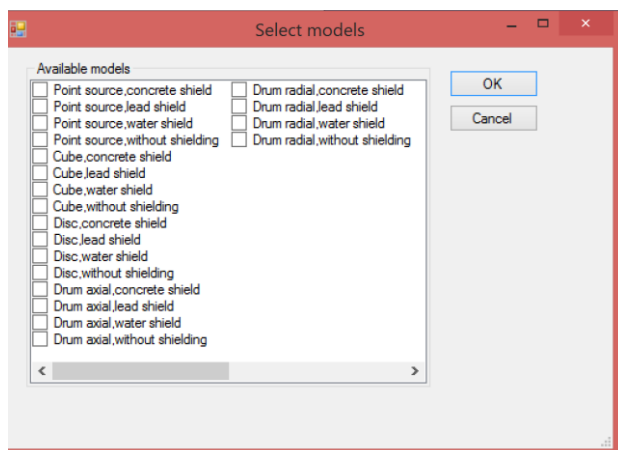 Select models
Available models
Point source,concrete shield
Point source,lead shield
Point source,water shield
Point source,without shielding
Cube,concrete shield
Cube,lead shield
Cube,water shield
Cube,without shielding
Disc,concrete shield
Disc,lead shield
Disc,water shield
Disc,without shielding
Drum axial,concrete shield
Drum axial,lead shield
Drum axial,water shield
Drum axial,without shielding
Drum radial,concrete shield
Drum radial,lead shield
Drum radial,water shield
Drum radial,without shielding
OK
Cancel